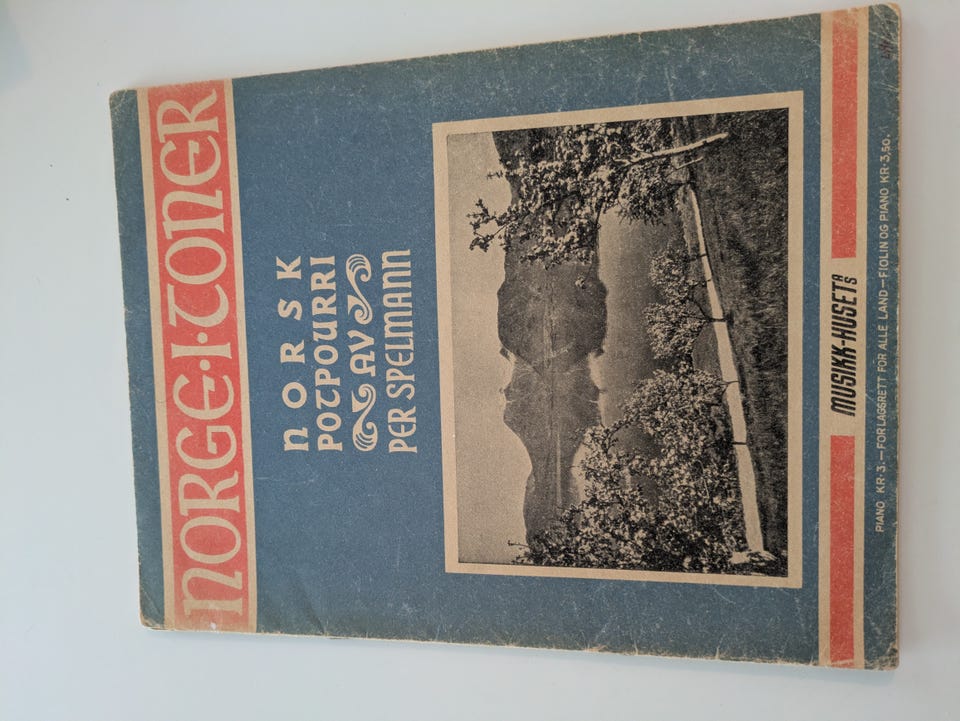 NORGE·I·TONER
NORSK
POTPOURRI
AV
PER SPELMANN
MUSIKK-HUSET A/S
PIANO KR. 3.— FORLAGSRETT FOR ALLE LAND — FIOLIN OG PIANO KR. 3,50.